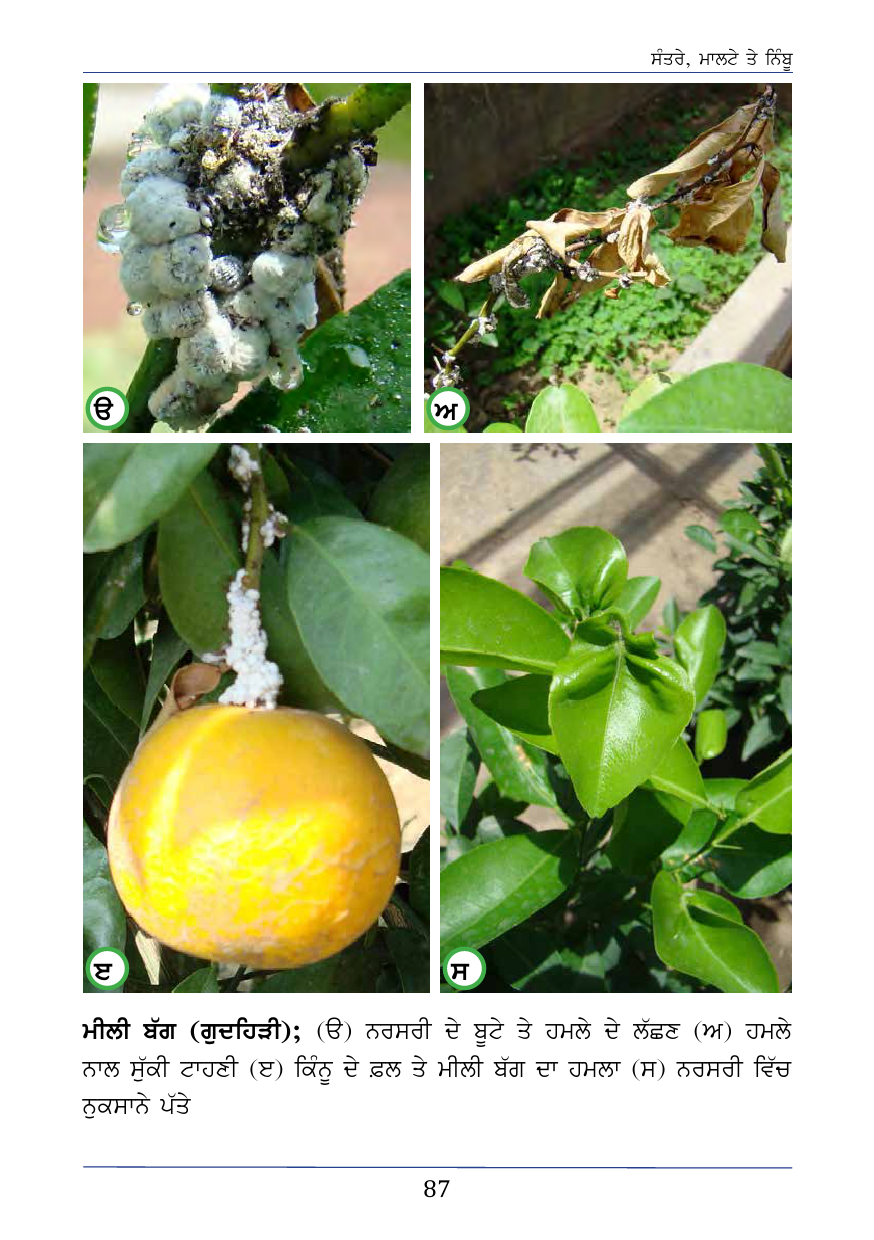 ਸੰਤਰੇ, ਮਾਲਟੇ ਤੇ ਨਿੰਬੂ
ੳ
ਅ
ੲ
ਸ
ਮੀਲੀ ਬੱਗ (ਗੁਦਹਿੜੀ); (ੳ) ਨਰਸਰੀ ਦੇ ਬੂਟੇ ਤੇ ਹਮਲੇ ਦੇ ਲੱਛਣ (ਅ) ਹਮਲੇ
ਨਾਲ ਸੁੱਕੀ ਟਾਹਣੀ (ੲ) ਕਿੰਨੂ ਦੇ ਫ਼ਲ ਤੇ ਮੀਲੀ ਬੱਗ ਦਾ ਹਮਲਾ (ਸ) ਨਰਸਰੀ ਵਿੱਚ
ਨੁਕਸਾਨੇ ਪੱਤੇ
87